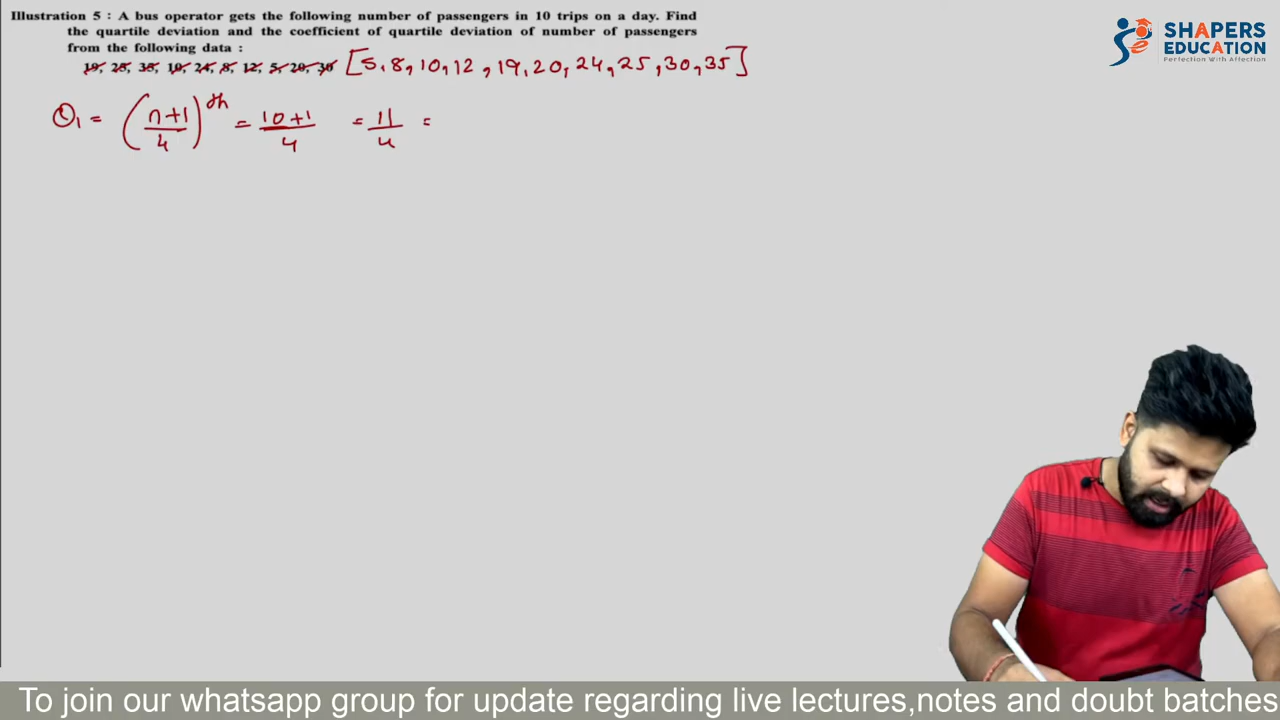 Illustration 5 : A bus operator gets the following number of passengers in 10 trips on a day. Find
the quartile deviation and the coefficient of quartile deviation of number of passengers
from the following data :
19, 25, 35, 10, 24, 8, 12, 5, 20, 30 [5, 8, 10, 12, 19, 20, 24, 25, 30, 35]
Q₁ = (n+1/4)th = 10+1/4 = 11/4 =
SHAPERS
EDUCATION
Perfection With Affection
To join our whatsapp group for update regarding live lectures,notes and doubt batches